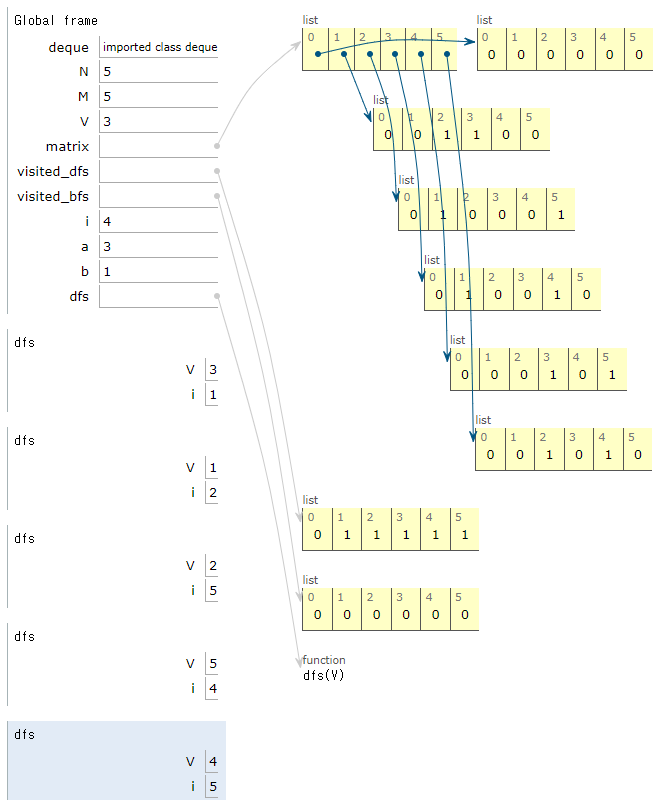 Global frame
deque imported class deque
N 5
M 5
V 3
matrix
visited_dfs
visited_bfs
i 4
a 3
b 1
dfs
dfs
V 3
i 1
dfs
V 1
i 2
dfs
V 2
i 5
dfs
V 5
i 4
dfs
V 4
i 5
list
0 1 2 3 4 5
list
0 1 2 3 4 5
0 0 0 0 0 0
list
0 1 2 3 4 5
0 0 1 1 0 0
list
0 1 2 3 4 5
0 1 0 0 0 1
list
0 1 2 3 4 5
0 1 0 0 1 0
list
0 1 2 3 4 5
0 0 0 1 0 1
list
0 1 2 3 4 5
0 0 1 0 1 0
list
0 1 2 3 4 5
0 1 1 1 1 1
list
0 1 2 3 4 5
0 0 0 0 0 0
function
dfs(V)